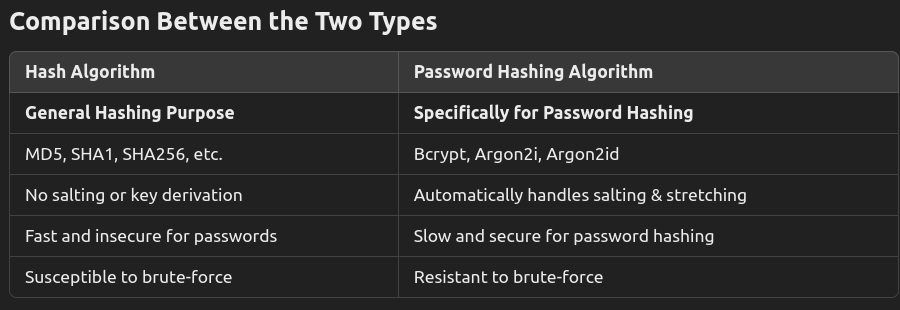 Comparison Between the Two Types
Hash Algorithm Password Hashing Algorithm
General Hashing Purpose Specifically for Password Hashing
MD5, SHA1, SHA256, etc. Bcrypt, Argon2i, Argon2id
No salting or key derivation Automatically handles salting & stretching
Fast and insecure for passwords Slow and secure for password hashing
Susceptible to brute-force Resistant to brute-force